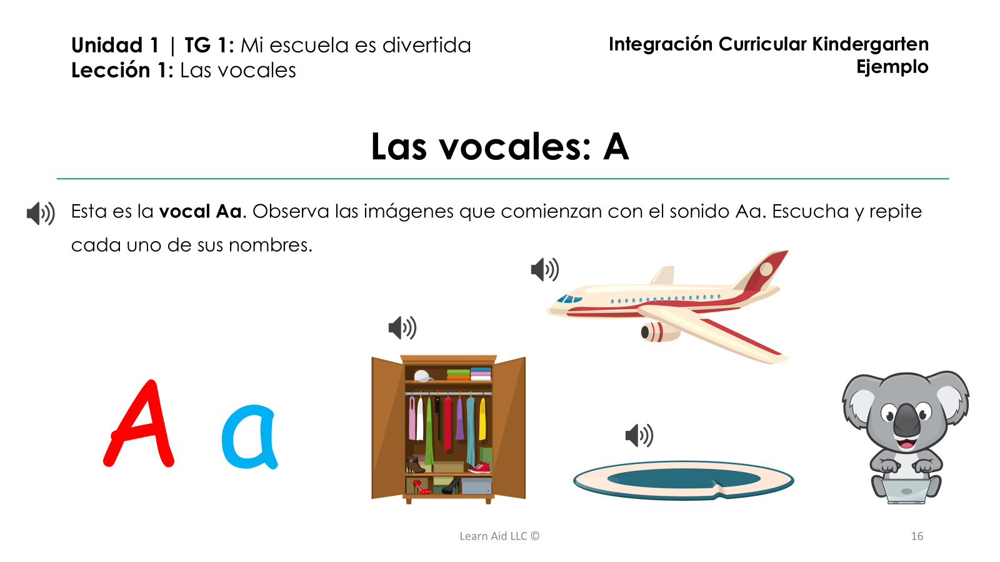 Unidad 1 | TG 1: Mi escuela es divertida
Lección 1: Las vocales
Integración Curricular Kindergarten
Ejemplo
Las vocales: A
Esta es la vocal Aa. Observa las imágenes que comienzan con el sonido Aa. Escucha y repite
cada uno de sus nombres.
A a
Learn Aid LLC ©
16